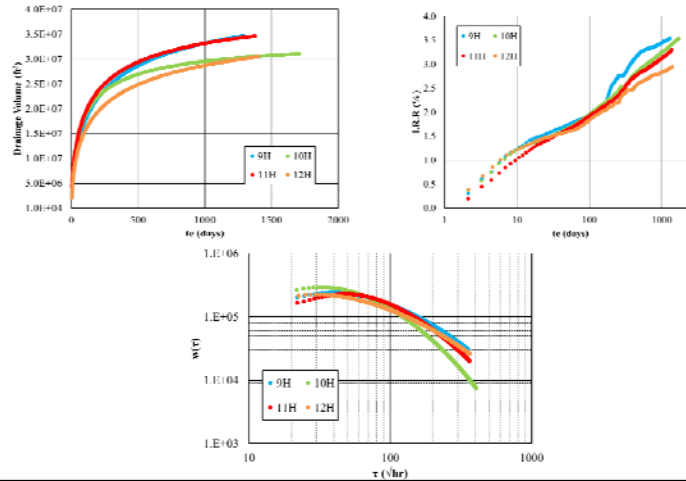 Drainage Volume (ft³)
4.0E+07
3.5E+07
3.0E+07
2.5E+07
2.0E+07
1.5E+07
1.0E+07
5.0E+06
1.0E+04
0
500
1000
1500
2000
te (days)
9H
10H
11H
12H
I.R.R (%)
4.0
3.5
3.0
2.5
2.0
1.5
1.0
0.5
0.0
1
10
100
1000
te (days)
9H
10H
11H
12H
w(τ)
1.E+06
1.E+05
1.E+04
1.E+03
10
100
1000
τ (√hr)
9H
10H
11H
12H